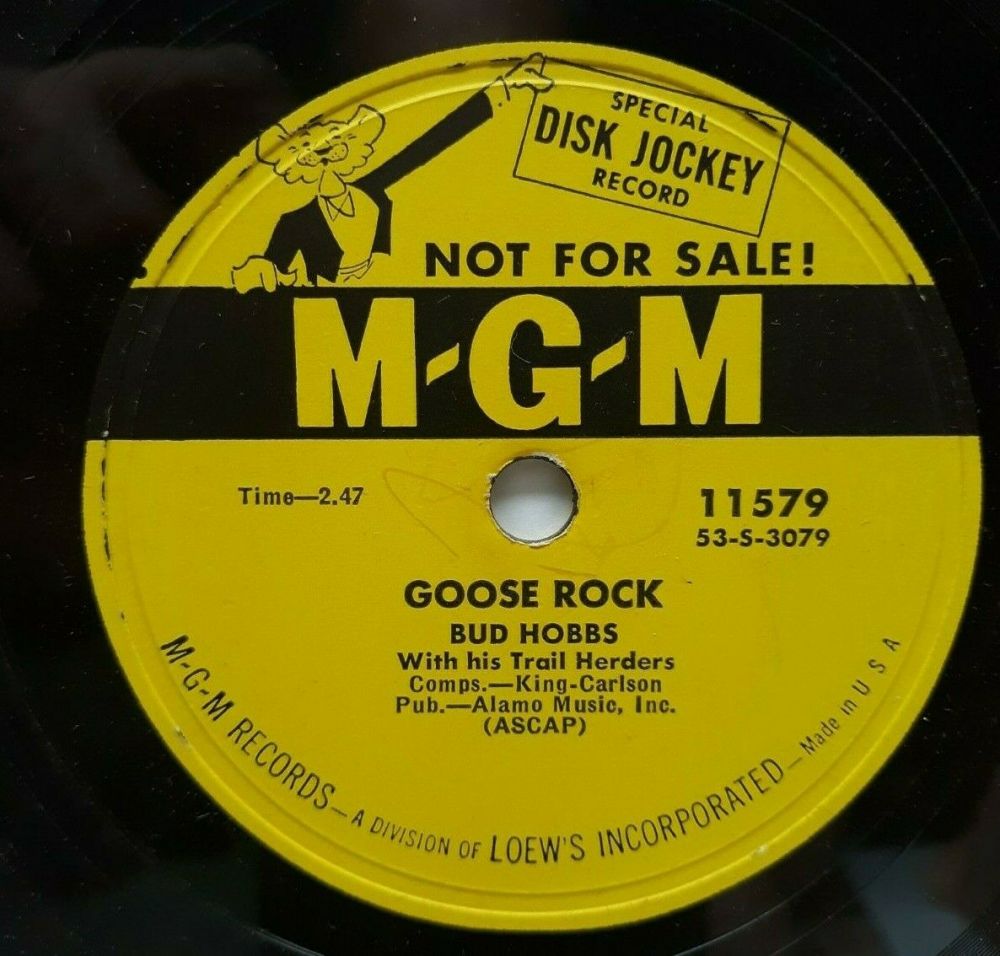 SPECIAL
DISK JOCKEY
RECORD
NOT FOR SALE!
M-G-M
Time—2.47
11579
53-S-3079
GOOSE ROCK
BUD HOBBS
With his Trail Herders
Comps.—King-Carlson
Pub.—Alamo Music, Inc.
(ASCAP)
M-G-M RECORDS—A DIVISION OF LOEW'S INCORPORATED—Made in U S A